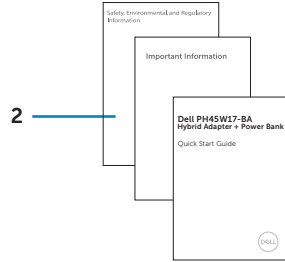 Safety, Environmental, and Regulatory
Information
Important Information
2
Dell PH45W17-BA
Hybrid Adapter + Power Bank
Quick Start Guide
DELL